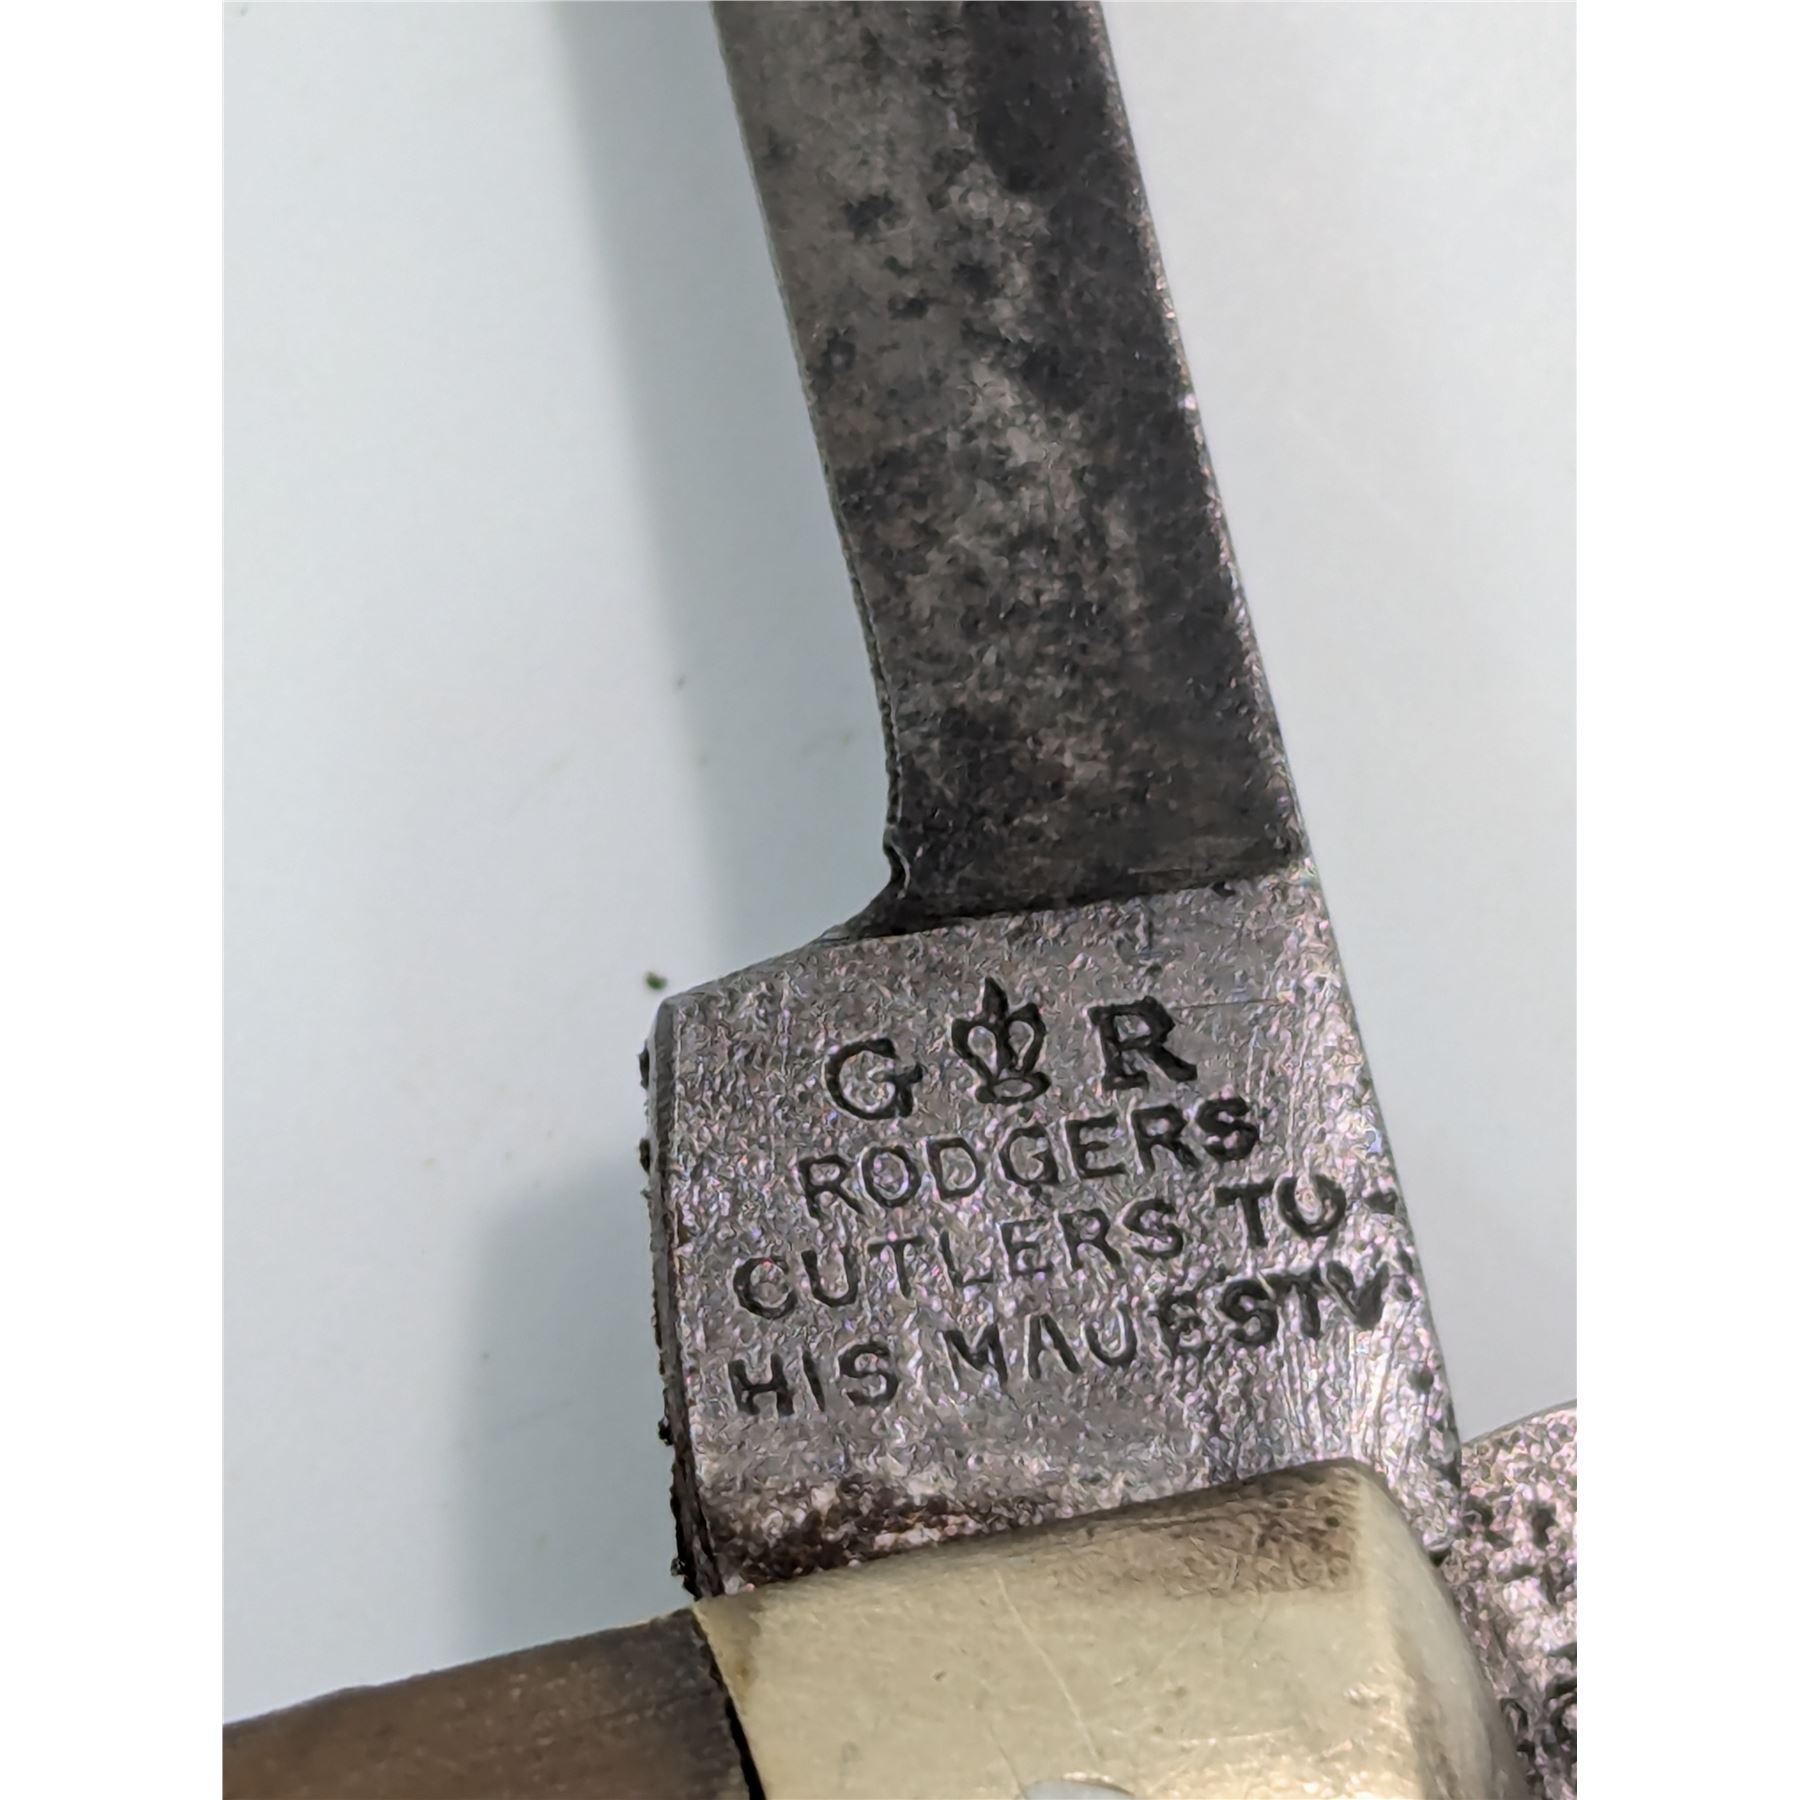 G R
RODGERS
CUTLERS TO
HIS MAJESTY